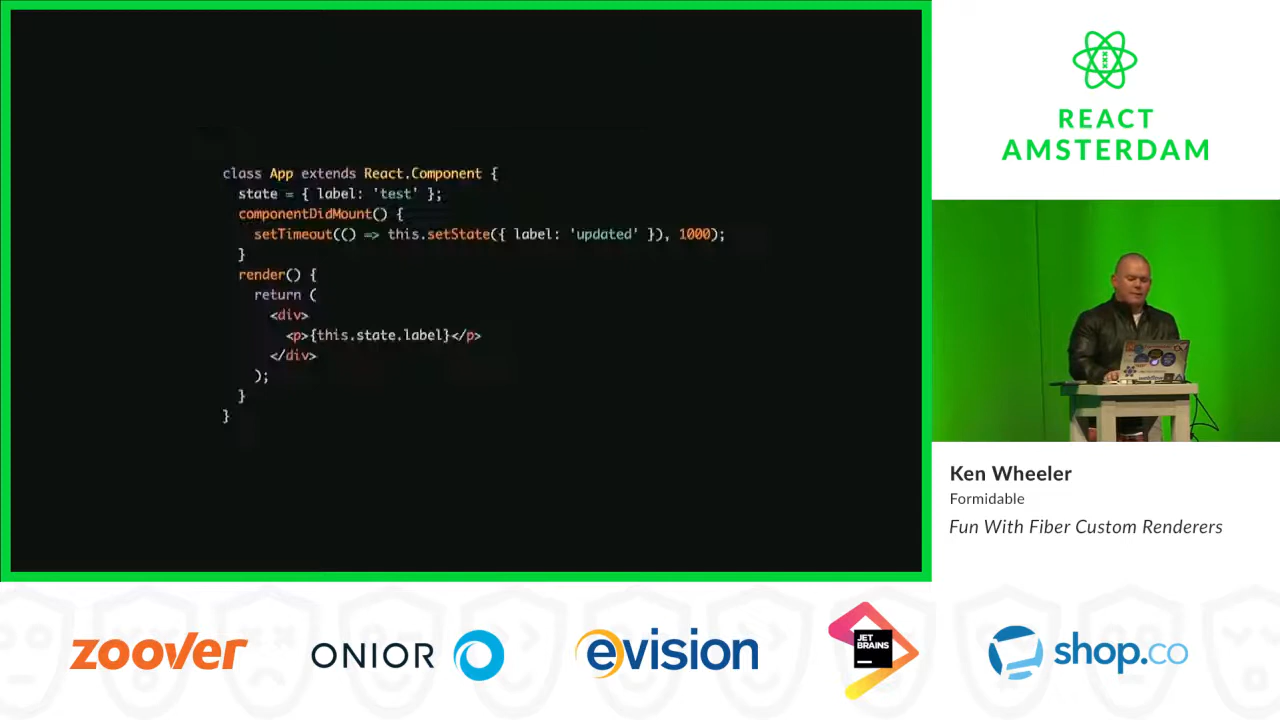 class App extends React.Component {
  state = { label: 'test' };
  componentDidMount() {
    setTimeout(() => this.setState({ label: 'updated' }), 1000);
  }
  render() {
    return (
      <div>
        <p>{this.state.label}</p>
      </div>
    );
  }
}
REACT
AMSTERDAM
Ken Wheeler
Formidable
Fun With Fiber Custom Renderers
zoover
ONIOR
evision
JET
BRAINS
shop.co